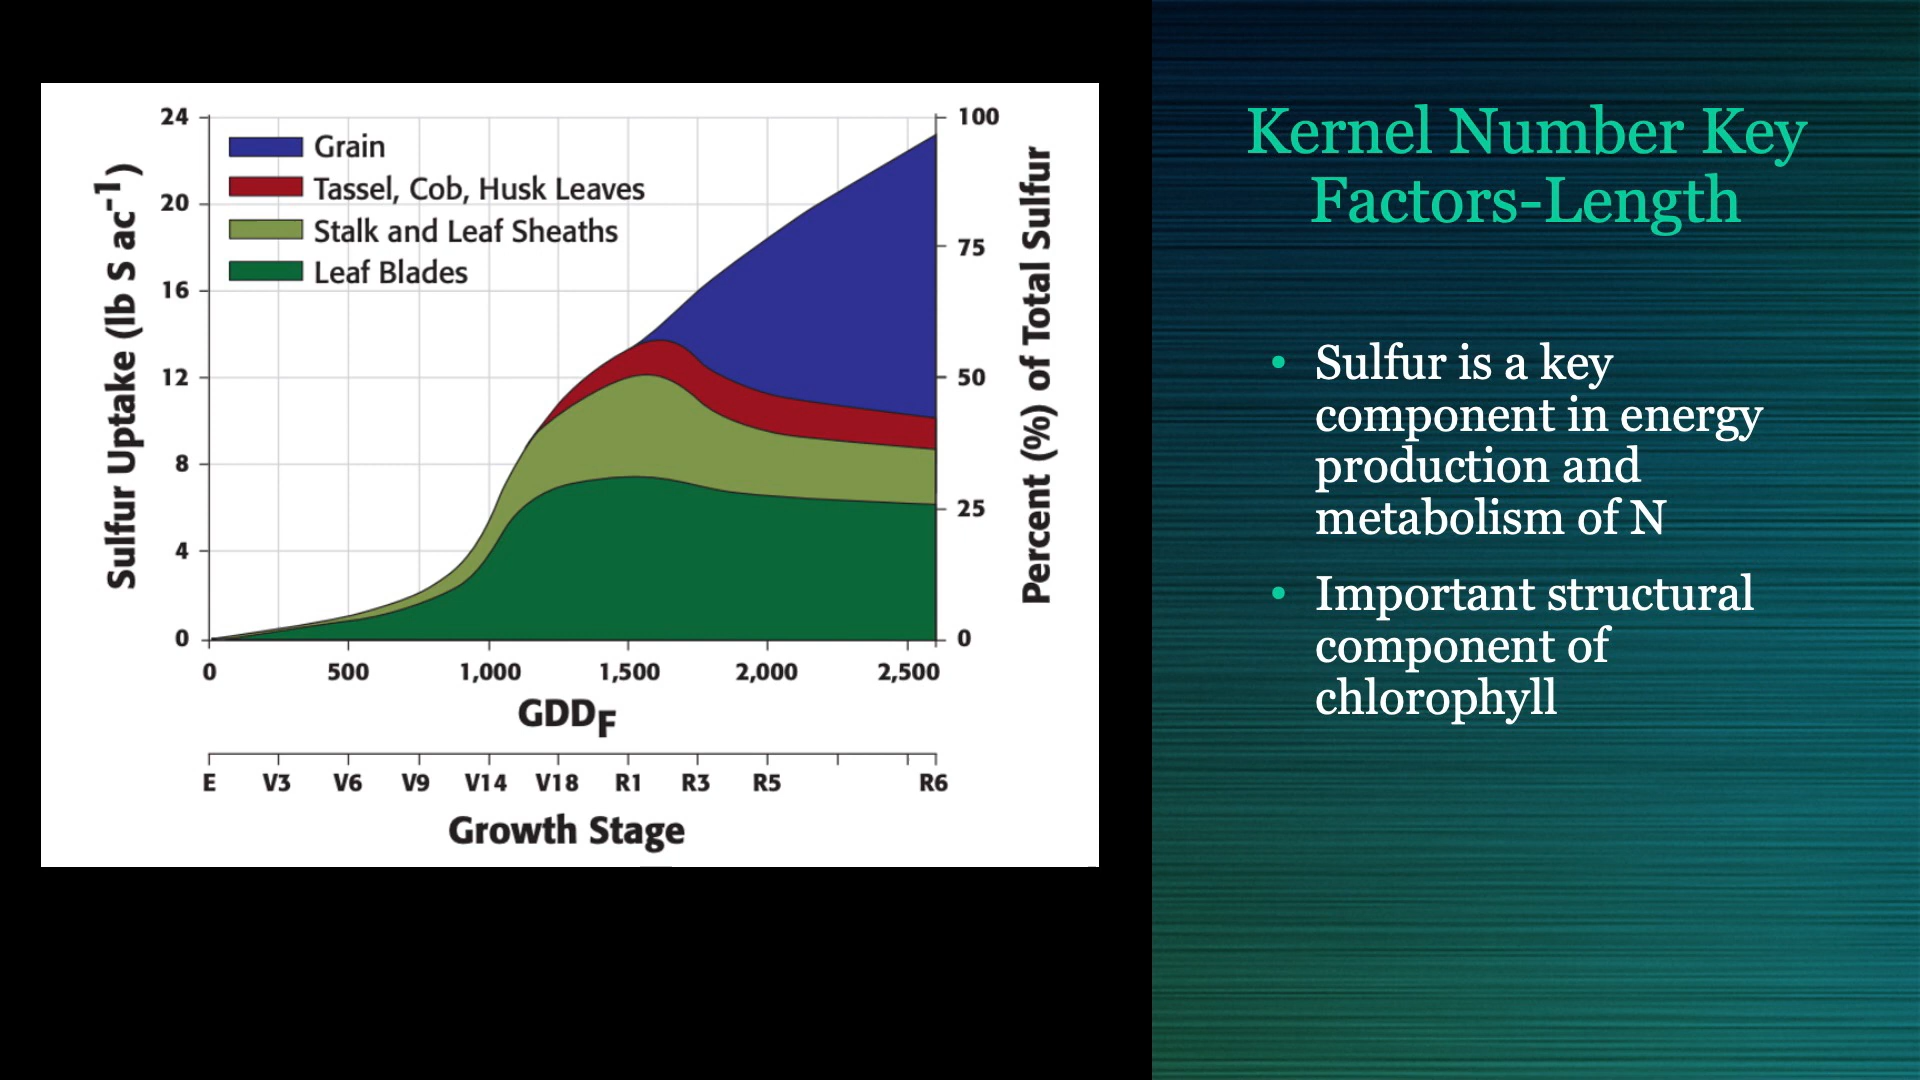 Kernel Number Key
Factors-Length
24
20
16
12
8
4
0
Sulfur Uptake (lb S ac⁻¹)
Grain
Tassel, Cob, Husk Leaves
Stalk and Leaf Sheaths
Leaf Blades
100
75
50
25
0
Percent (%) of Total Sulfur
0 500 1,000 1,500 2,000 2,500
GDDF
E V3 V6 V9 V14 V18 R1 R3 R5 R6
Growth Stage
• Sulfur is a key
component in energy
production and
metabolism of N
• Important structural
component of
chlorophyll